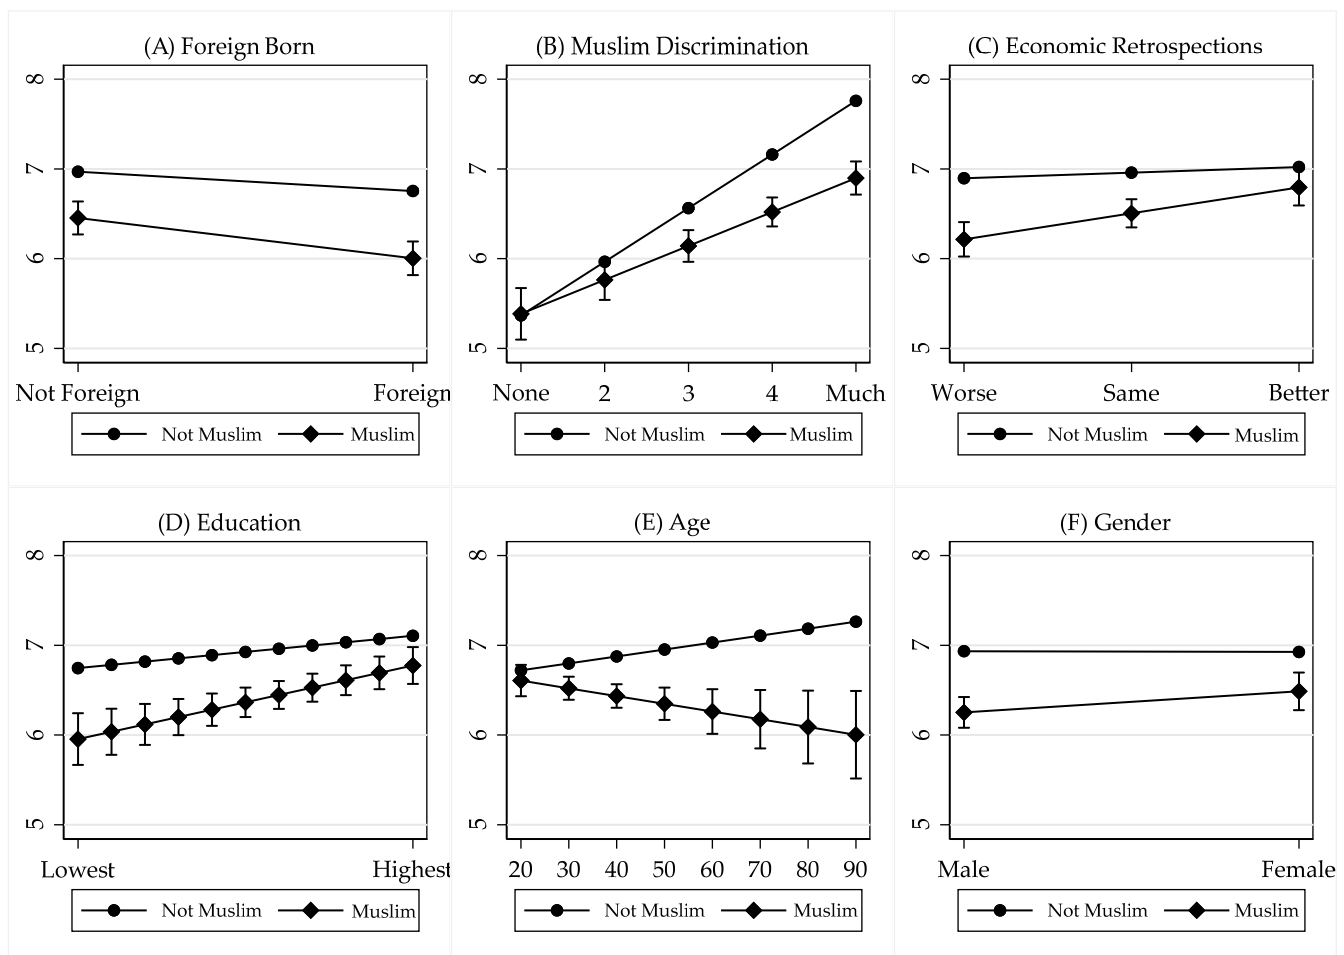 (A) Foreign Born
8
7
6
5
Not Foreign Foreign
Not Muslim Muslim
(B) Muslim Discrimination
8
7
6
5
None 2 3 4 Much
Not Muslim Muslim
(C) Economic Retrospections
8
7
6
5
Worse Same Better
Not Muslim Muslim
(D) Education
8
7
6
5
Lowest Highest
Not Muslim Muslim
(E) Age
8
7
6
5
20 30 40 50 60 70 80 90
Not Muslim Muslim
(F) Gender
8
7
6
5
Male Female
Not Muslim Muslim